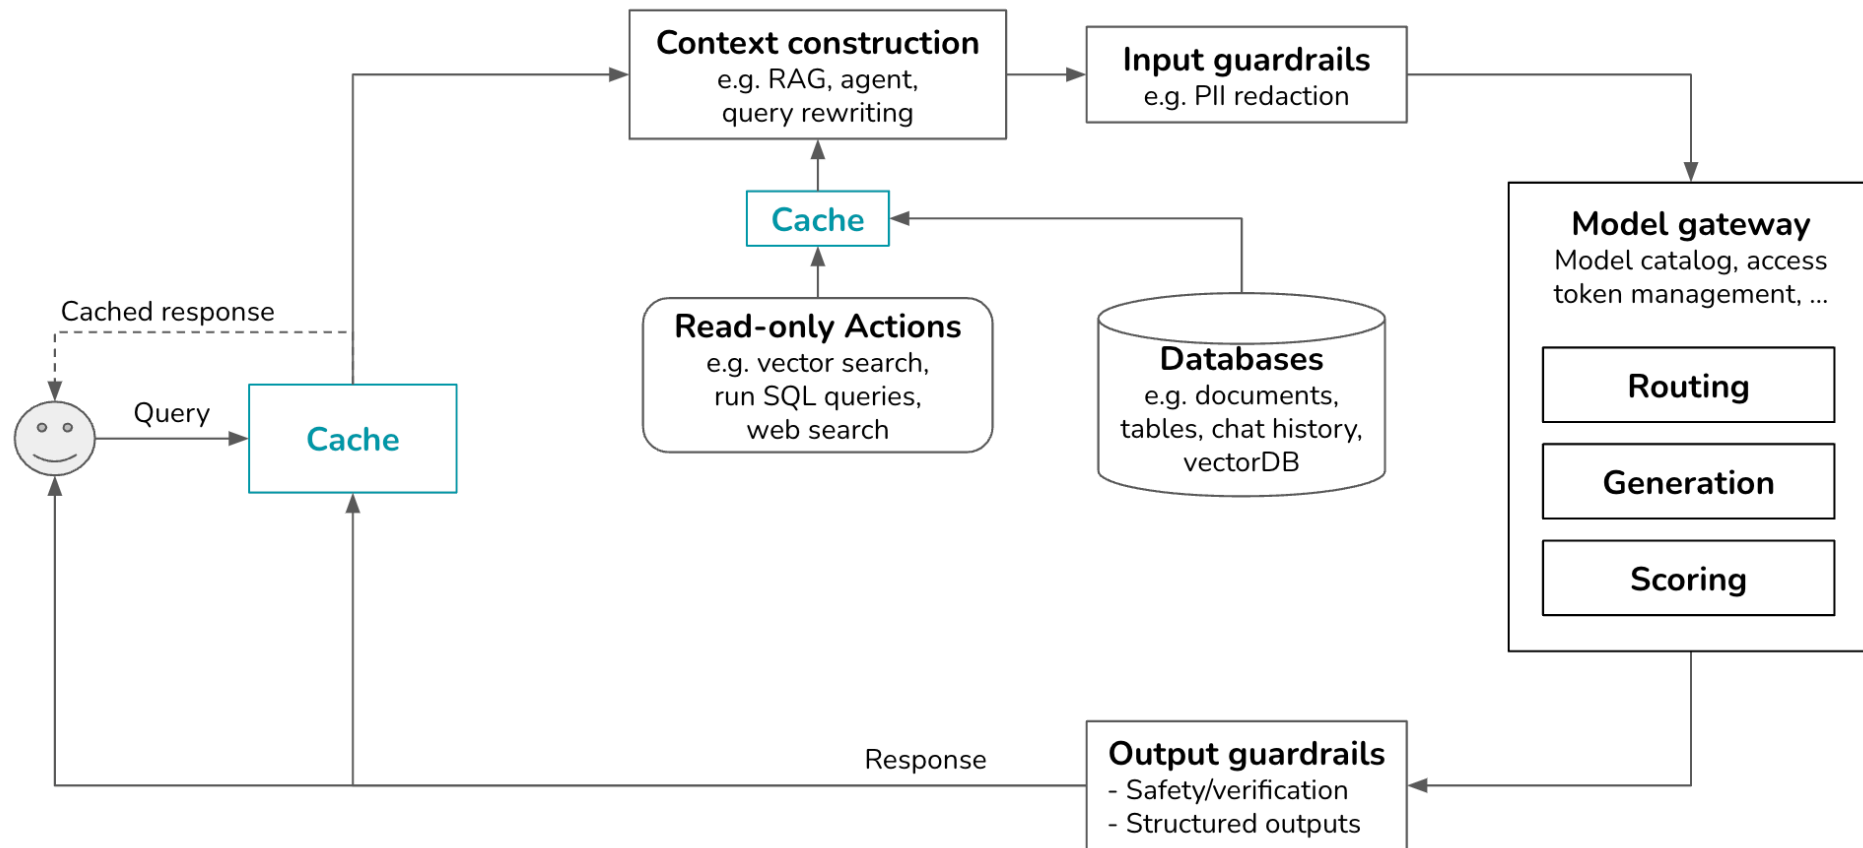 Context construction
e.g. RAG, agent,
query rewriting
Input guardrails
e.g. PII redaction
Cache
Model gateway
Model catalog, access
token management, ...
Cached response
Read-only Actions
e.g. vector search,
run SQL queries,
web search
Databases
e.g. documents,
tables, chat history,
vectorDB
Routing
Query
Cache
Generation
Scoring
Response
Output guardrails
- Safety/verification
- Structured outputs